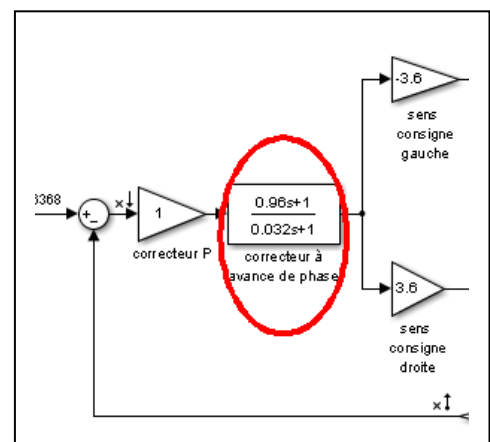 -3.6
sens
consigne
gauche
3368
+
-
x
1
correcteur P
0.96s+1
0.032s+1
correcteur à
avance de phase
3.6
sens
consigne
droite
x